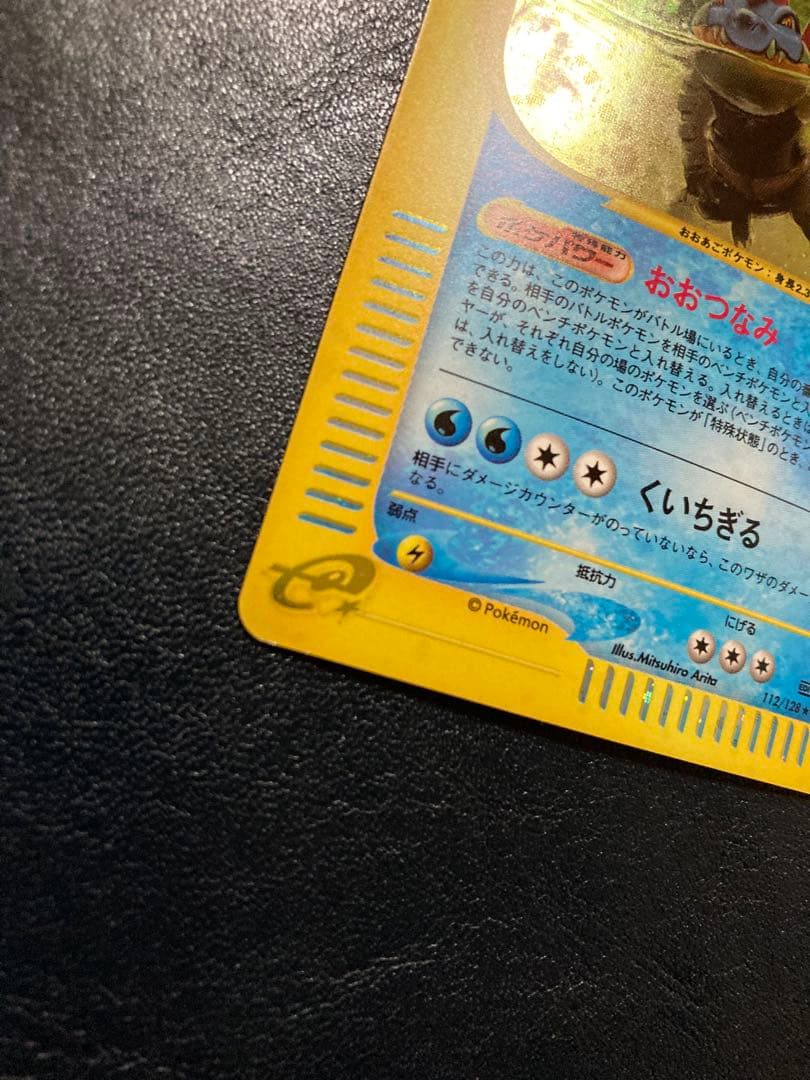 おおあごポケモン:身長2.3
特殊能力
ポケパワー
おおつなみ
この力は、このポケモンがバトル場にいるとき、自分の番
できる。相手のバトルポケモンを相手のベンチポケモンと入
を自分のベンチポケモンと入れ替える。入れ替えるときは
ヤーが、それぞれ自分の場のポケモンを選ぶ(ベンチポケモン
は、入れ替えをしない)。このポケモンが「特殊状態」のとき、
できない。
くいちぎる
相手にダメージカウンターがのっていないなら、このワザのダメー
なる。
弱点
抵抗力
にげる
e
© Pokémon
Illus.Mitsuhiro Arita
112/128★